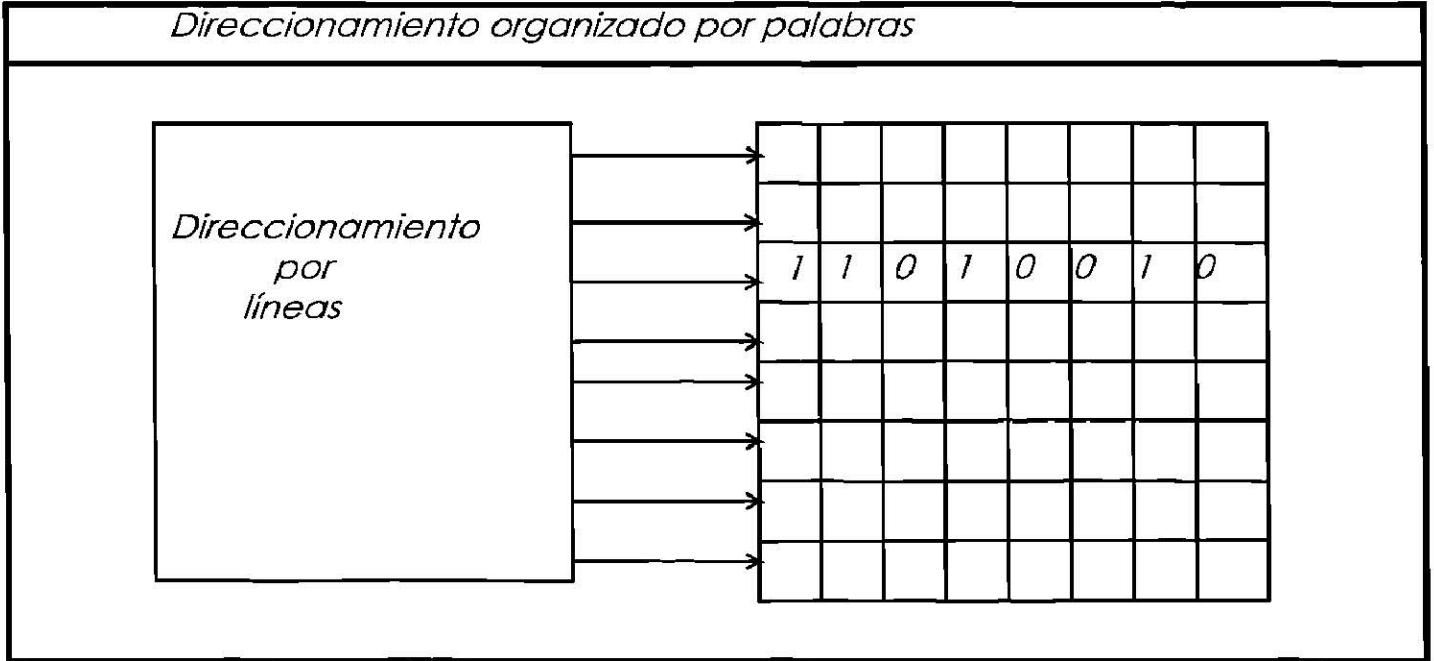 Direccionamiento organizado por palabras
Direccionamiento
por
líneas
1 1 0 1 0 0 1 0